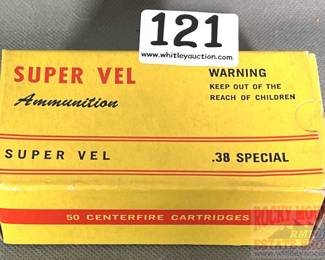 121
www.whitleyauction.com
SUPER VEL
Ammunition
WARNING
KEEP OUT OF THE
REACH OF CHILDREN
SUPER VEL
.38 SPECIAL
50 CENTERFIRE CARTRIDGES